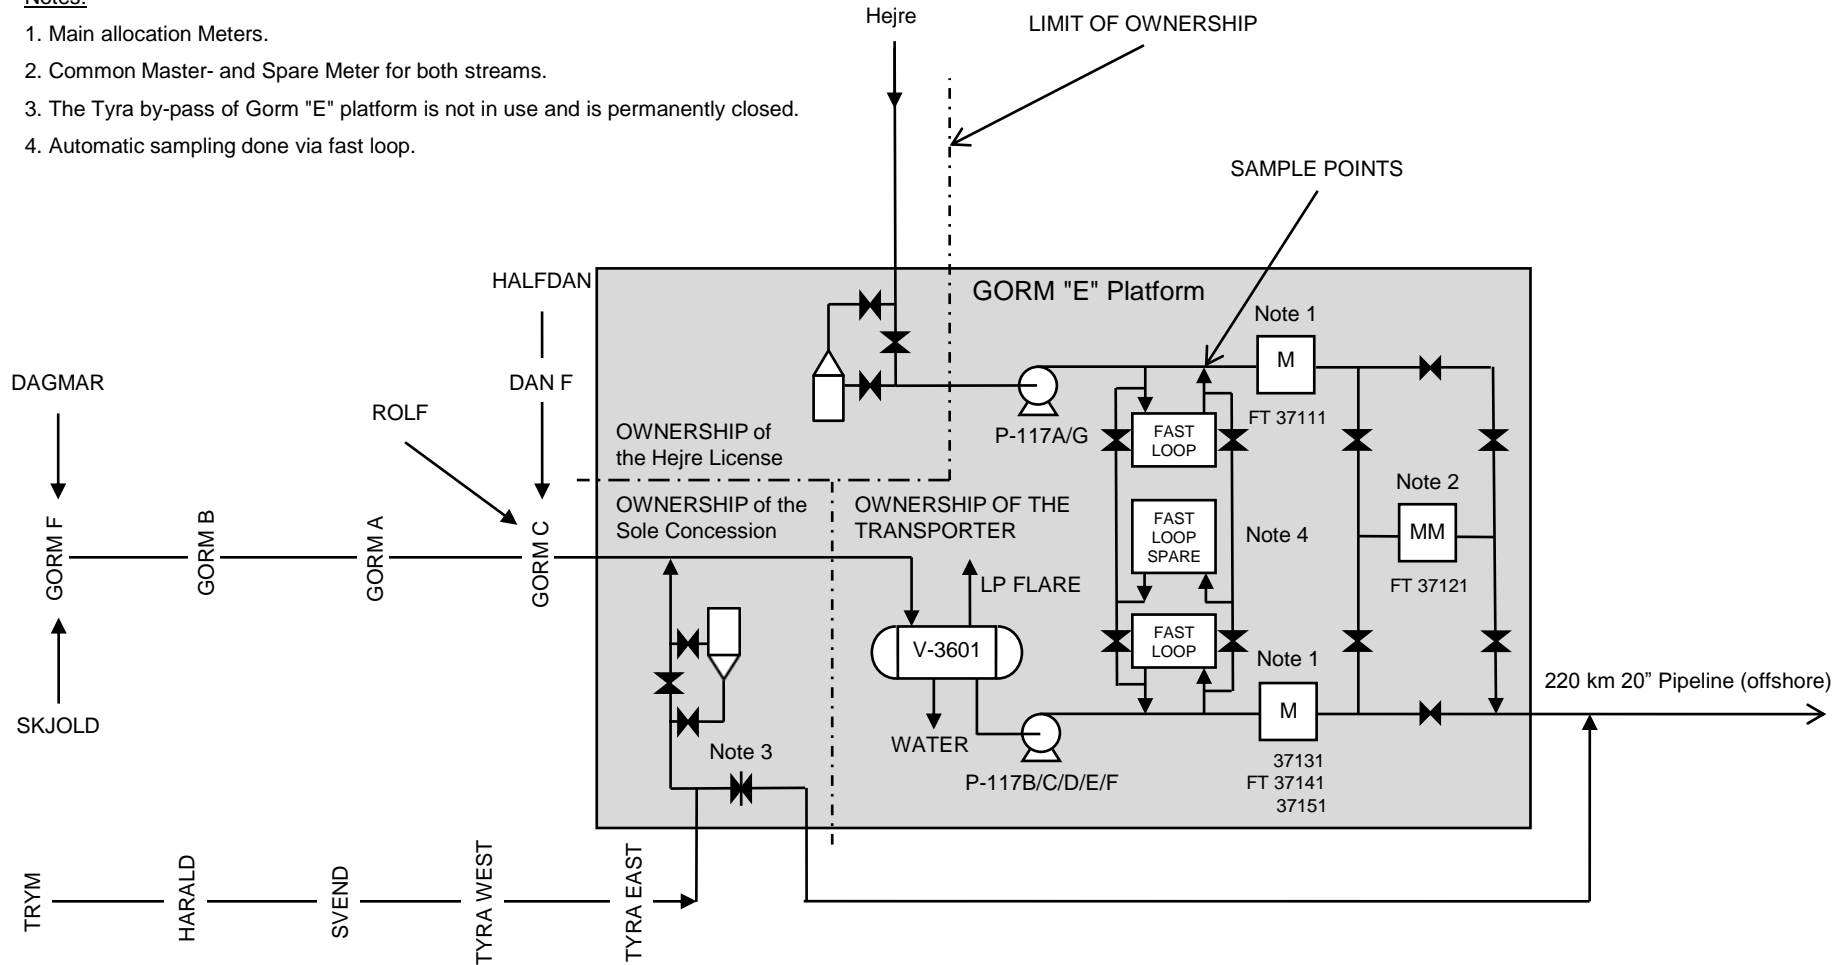 Notes:
1. Main allocation Meters.
2. Common Master- and Spare Meter for both streams.
3. The Tyra by-pass of Gorm "E" platform is not in use and is permanently closed.
4. Automatic sampling done via fast loop.
Hejre
LIMIT OF OWNERSHIP
SAMPLE POINTS
HALFDAN
GORM "E" Platform
Note 1
M
FT 37111
DAGMAR
DAN F
ROLF
P-117A/G
FAST
LOOP
OWNERSHIP of
the Hejre License
OWNERSHIP of the
Sole Concession
OWNERSHIP OF THE
TRANSPORTER
FAST
LOOP
SPARE
Note 4
Note 2
MM
FT 37121
GORM F
GORM B
GORM A
GORM C
LP FLARE
V-3601
FAST
LOOP
Note 1
M
37131
FT 37141
37151
220 km 20” Pipeline (offshore)
SKJOLD
WATER
Note 3
P-117B/C/D/E/F
TRYM
HARALD
SVEND
TYRA WEST
TYRA EAST